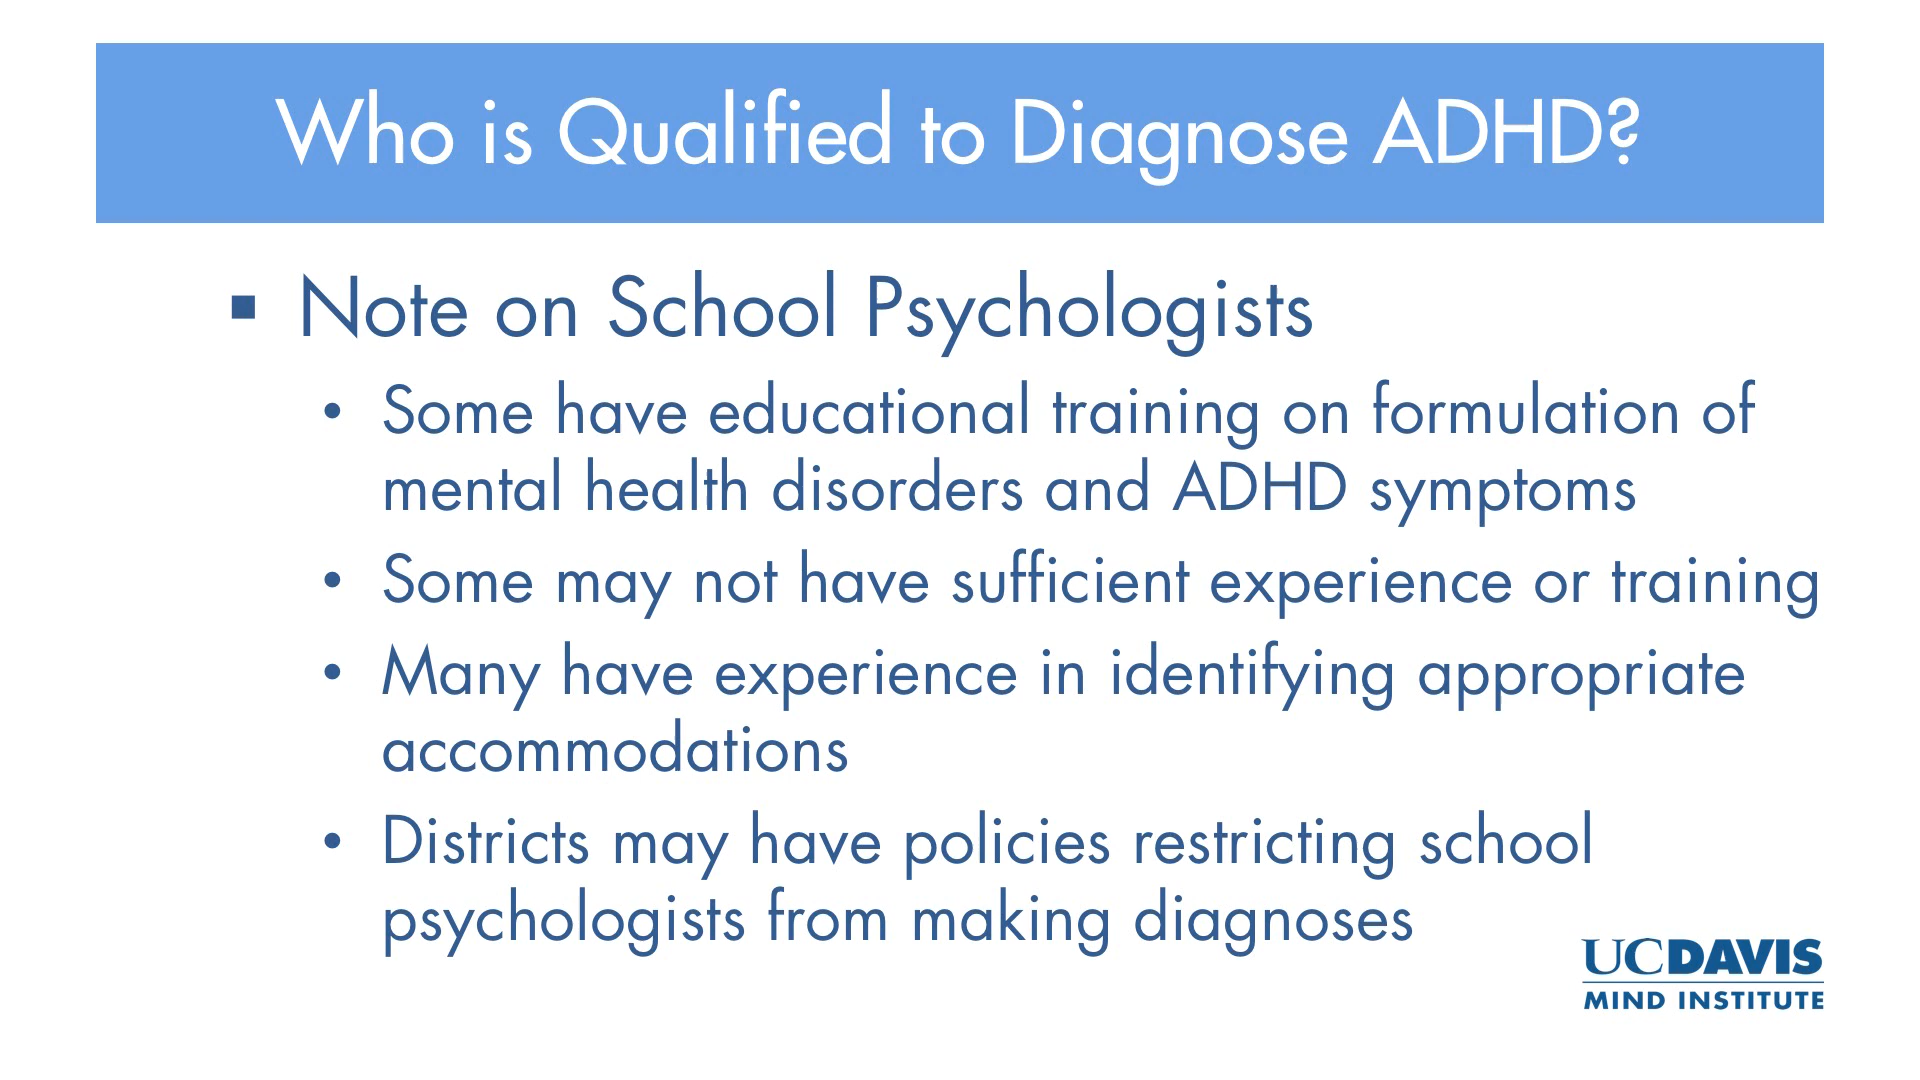 Who is Qualified to Diagnose ADHD?
▪ Note on School Psychologists
• Some have educational training on formulation of
mental health disorders and ADHD symptoms
• Some may not have sufficient experience or training
• Many have experience in identifying appropriate
accommodations
• Districts may have policies restricting school
psychologists from making diagnoses
UCDAVIS
MIND INSTITUTE